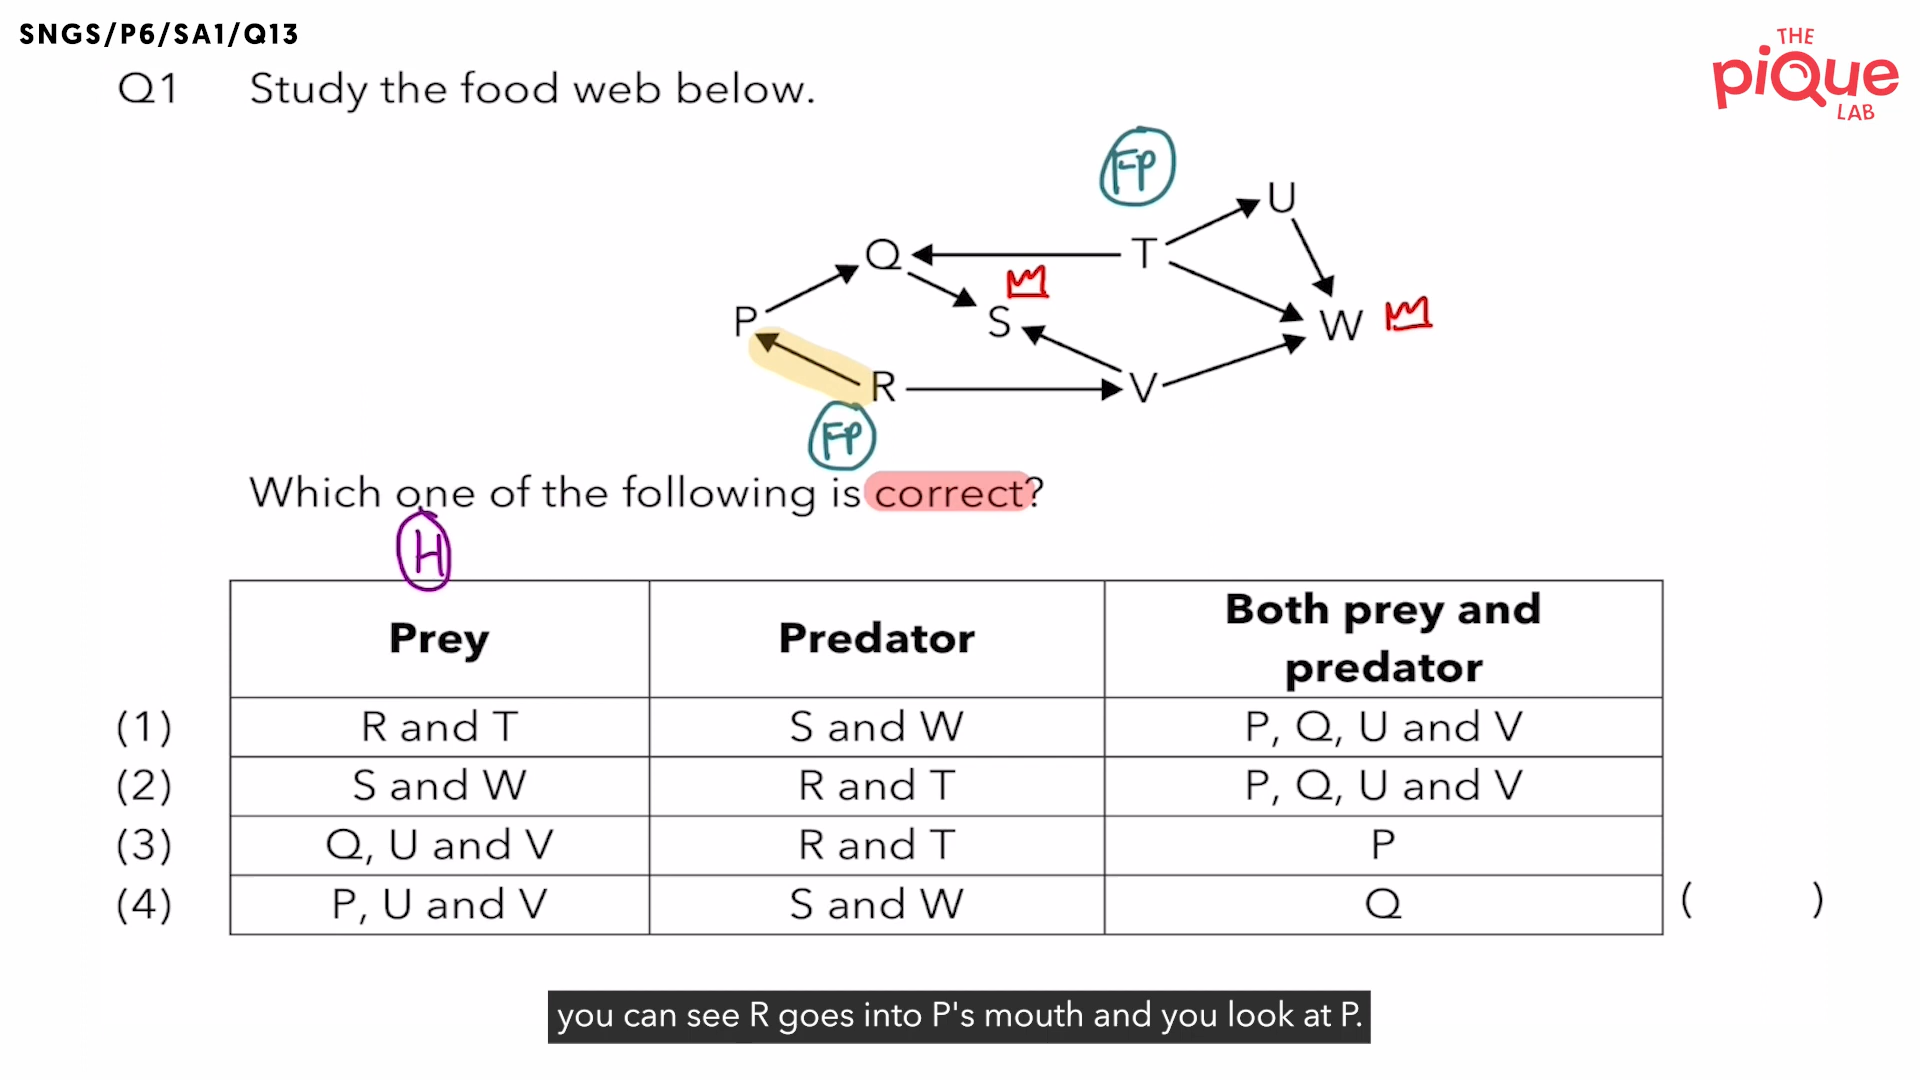 SNGS/P6/SA1/Q13
THE
piQue
LAB
Q1 Study the food web below.
FP
U
Q T
P S W
R V
FP
Which one of the following is correct?
H
Prey Predator Both prey and
predator
(1) R and T S and W P, Q, U and V
(2) S and W R and T P, Q, U and V
(3) Q, U and V R and T P
(4) P, U and V S and W Q ( )
you can see R goes into P's mouth and you look at P.